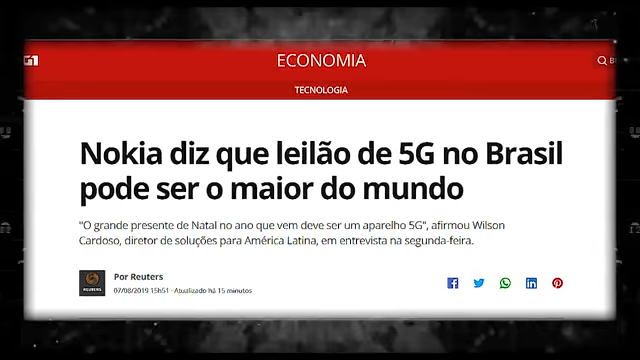 G1
ECONOMIA
TECNOLOGIA
Nokia diz que leilão de 5G no Brasil
pode ser o maior do mundo
"O grande presente de Natal no ano que vem deve ser um aparelho 5G", afirmou Wilson
Cardoso, diretor de soluções para América Latina, em entrevista na segunda-feira.
Por Reuters
REUTERS
07/08/2019 15h51 · Atualizado há 15 minutos